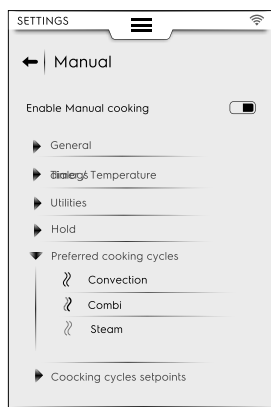 SETTINGS
Manual
Enable Manual cooking
General
Temperature
Utilities
Hold
Preferred cooking cycles
Convection
Combi
Steam
Coocking cycles setpoints